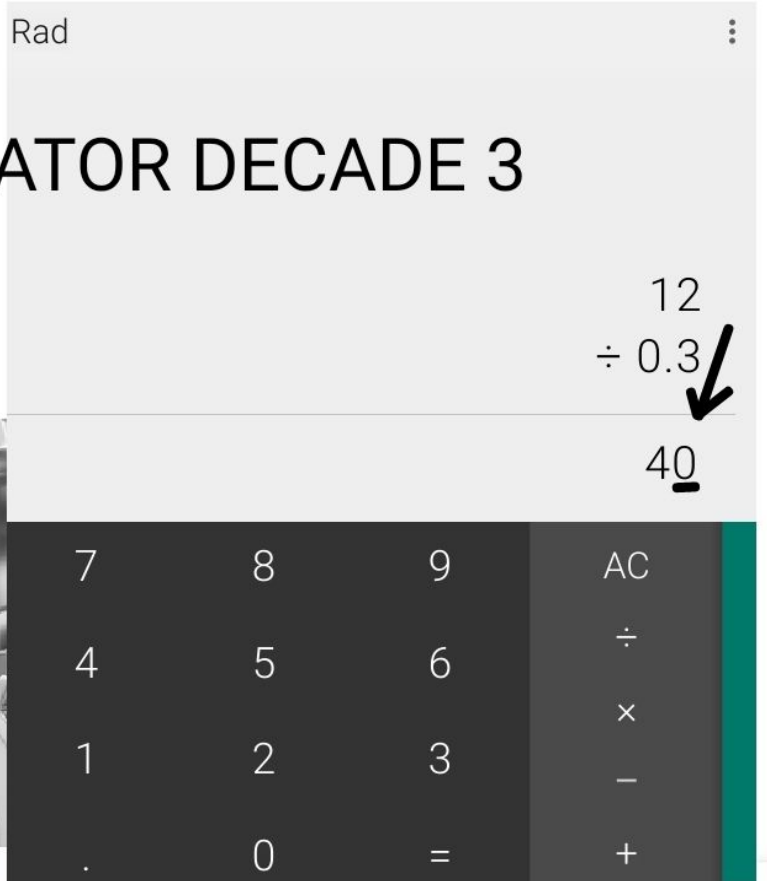 Rad
ATOR DECADE 3
12
÷ 0.3
40
7 8 9 AC
÷
4 5 6
×
1 2 3
−
. 0 = +